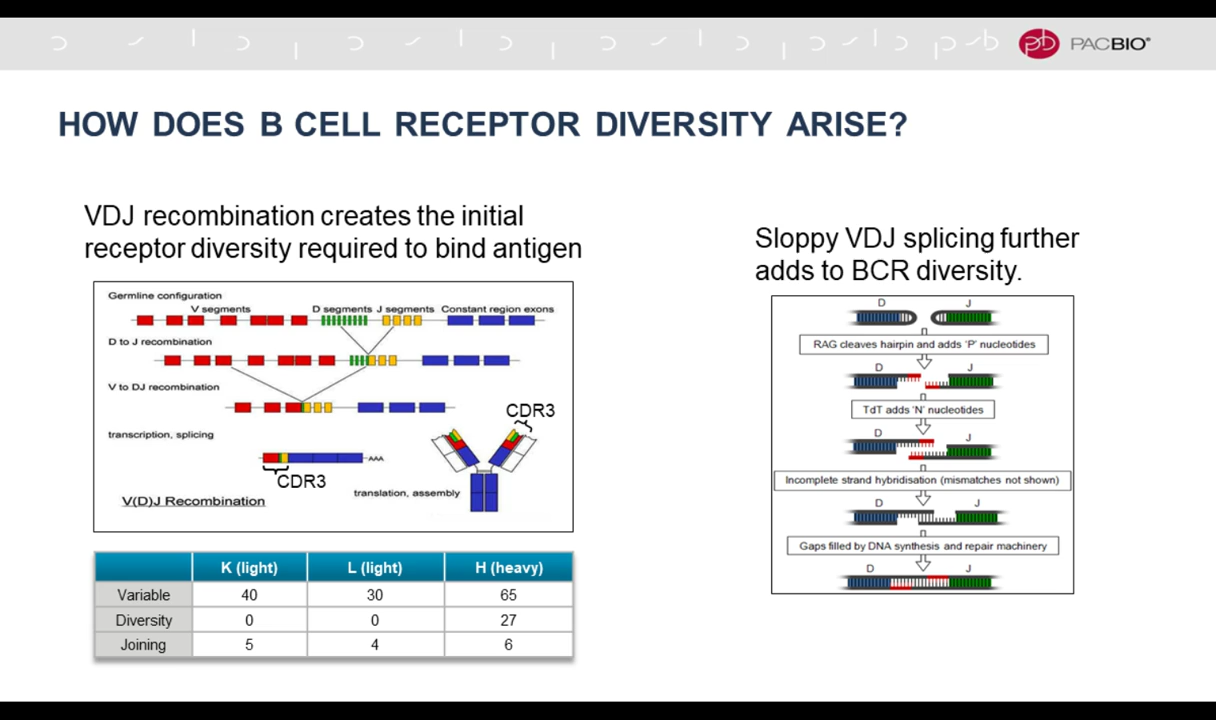 PACBIO®
HOW DOES B CELL RECEPTOR DIVERSITY ARISE?
VDJ recombination creates the initial
receptor diversity required to bind antigen
Germline configuration
V segments D segments J segments Constant region exons
D to J recombination
V to DJ recombination
CDR3
transcription, splicing
AAA
CDR3
translation, assembly
V(D)J Recombination
K (light) L (light) H (heavy)
Variable 40 30 65
Diversity 0 0 27
Joining 5 4 6
Sloppy VDJ splicing further
adds to BCR diversity.
D J
RAG cleaves hairpin and adds 'P' nucleotides
D J
TdT adds 'N' nucleotides
D J
Incomplete strand hybridisation (mismatches not shown)
D J
Gaps filled by DNA synthesis and repair machinery
D J